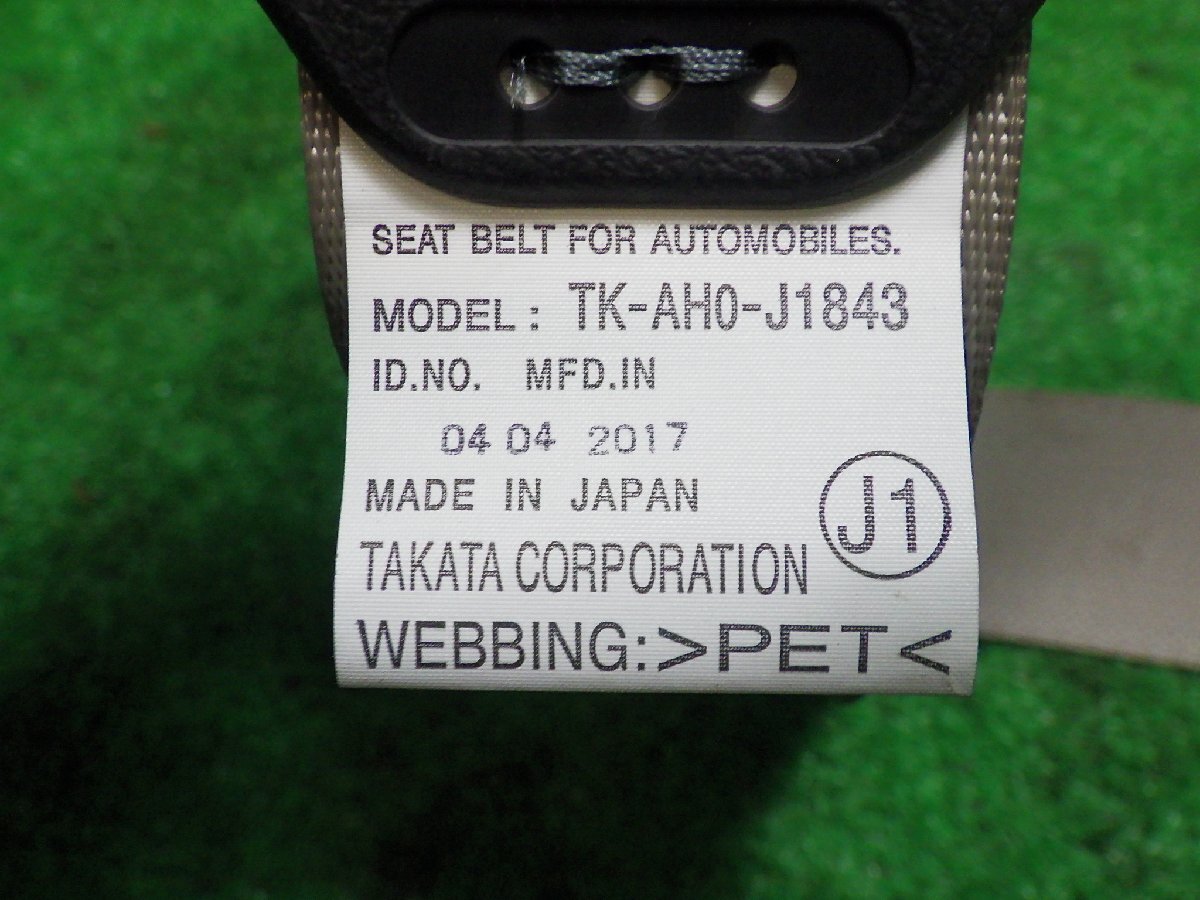 SEAT BELT FOR AUTOMOBILES.
MODEL: TK-AH0-J1843
ID.NO. MFD.IN
04 04 2017
MADE IN JAPAN
J1
TAKATA CORPORATION
WEBBING:>PET<